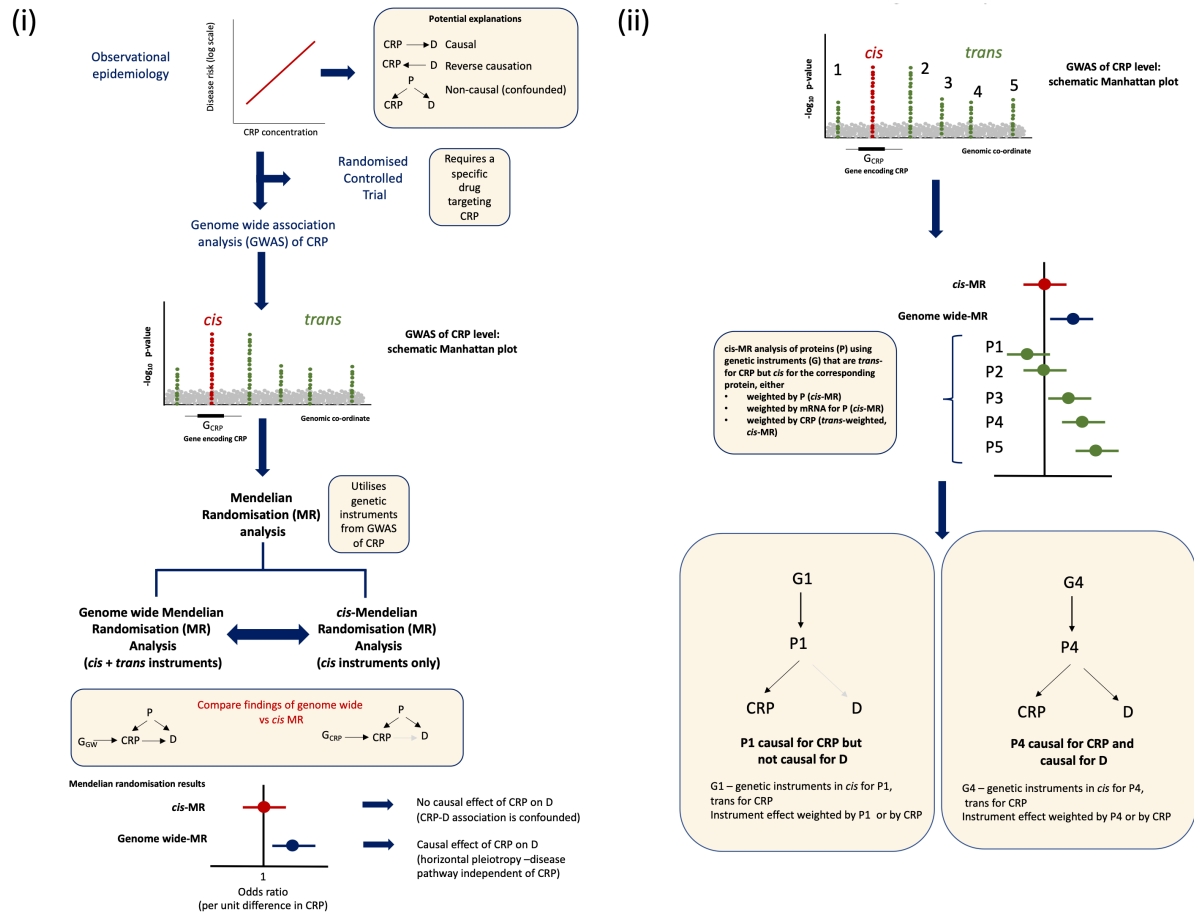 (i)
Observational
epidemiology
Disease risk (log scale)
CRP concentration
Potential explanations
CRP D Causal
CRP D Reverse causation
P
Non-causal (confounded)
CRP D
Randomised
Controlled
Trial
Requires a
specific
drug
targeting
CRP
Genome wide association
analysis (GWAS) of CRP
-log10 p-value
cis
trans
GWAS of CRP level:
schematic Manhattan plot
GCRP
Gene encoding CRP
Genomic co-ordinate
Mendelian
Randomisation (MR)
analysis
Utilises
genetic
instruments
from GWAS
of CRP
Genome wide Mendelian
Randomisation (MR)
Analysis
(cis + trans instruments)
cis-Mendelian
Randomisation (MR)
Analysis
(cis instruments only)
Compare findings of genome wide
vs cis MR
P
GGW CRP D
P
GCRP CRP D
Mendelian randomisation results
cis-MR
Genome wide-MR
1
Odds ratio
(per unit difference in CRP)
No causal effect of CRP on D
(CRP-D association is confounded)
Causal effect of CRP on D
(horizontal pleiotropy –disease
pathway independent of CRP)
(ii)
-log10 p-value
1
cis
2
trans
3
4
5
GWAS of CRP level:
schematic Manhattan plot
GCRP
Gene encoding CRP
Genomic co-ordinate
cis-MR
Genome wide-MR
P1
P2
P3
P4
P5
cis-MR analysis of proteins (P) using
genetic instruments (G) that are trans-
for CRP but cis for the corresponding
protein, either
• weighted by P (cis-MR)
• weighted by mRNA for P (cis-MR)
• weighted by CRP (trans-weighted,
cis-MR)
G1
P1
CRP D
P1 causal for CRP but
not causal for D
G1 – genetic instruments in cis for P1,
trans for CRP
Instrument effect weighted by P1 or by CRP
G4
P4
CRP D
P4 causal for CRP and
causal for D
G4 – genetic instruments in cis for P4,
trans for CRP
Instrument effect weighted by P4 or by CRP